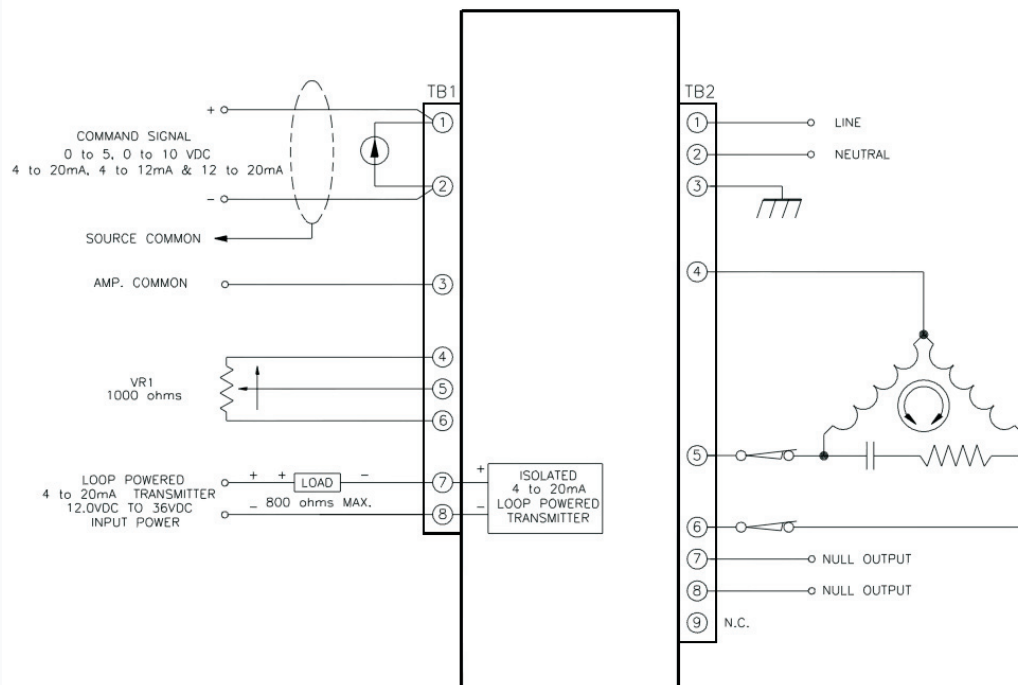 TB1
+
COMMAND SIGNAL
0 to 5, 0 to 10 VDC
4 to 20mA, 4 to 12mA & 12 to 20mA
-
SOURCE COMMON
AMP. COMMON
VR1
1000 ohms
LOOP POWERED
4 to 20mA TRANSMITTER
12.0VDC TO 36VDC
INPUT POWER
+ + LOAD -
800 ohms MAX.
-
1
2
3
4
5
6
7
8
+
-
ISOLATED
4 to 20mA
LOOP POWERED
TRANSMITTER
TB2
1 LINE
2 NEUTRAL
3
4
5
6
7 NULL OUTPUT
8 NULL OUTPUT
9 N.C.